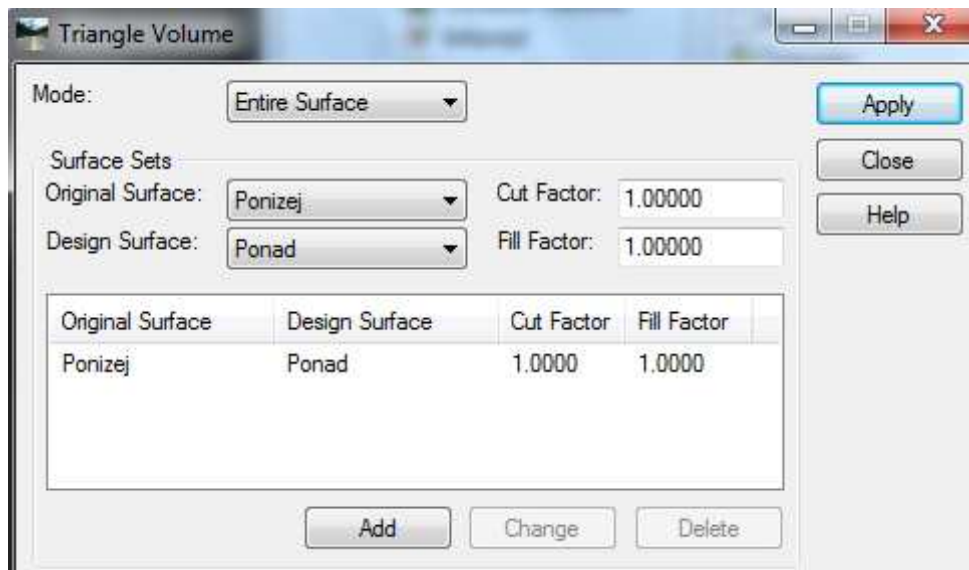 Triangle Volume
Mode: Entire Surface Apply
Surface Sets Close
Original Surface: Ponizej Cut Factor: 1.00000 Help
Design Surface: Ponad Fill Factor: 1.00000
Original Surface Design Surface Cut Factor Fill Factor
Ponizej Ponad 1.0000 1.0000
Add Change Delete